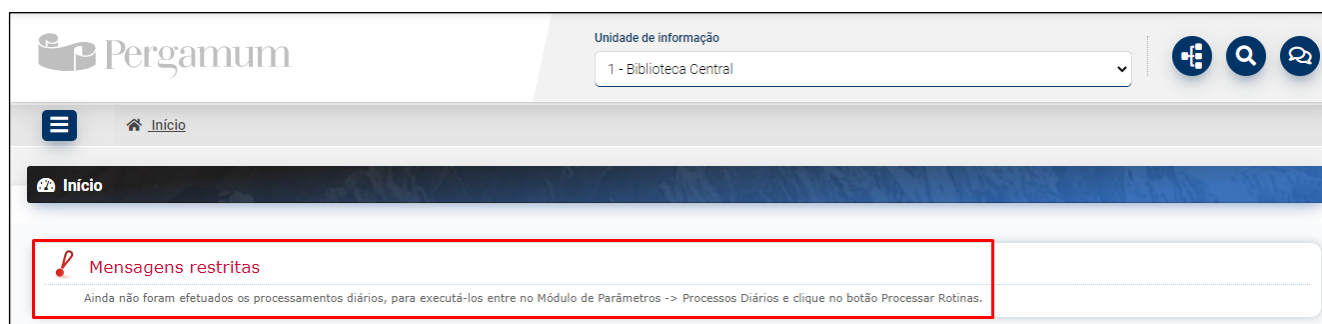 Pergamum
Unidade de informação
1 - Biblioteca Central
Início
Início
Mensagens restritas
Ainda não foram efetuados os processamentos diários, para executá-los entre no Módulo de Parâmetros -> Processos Diários e clique no botão Processar Rotinas.